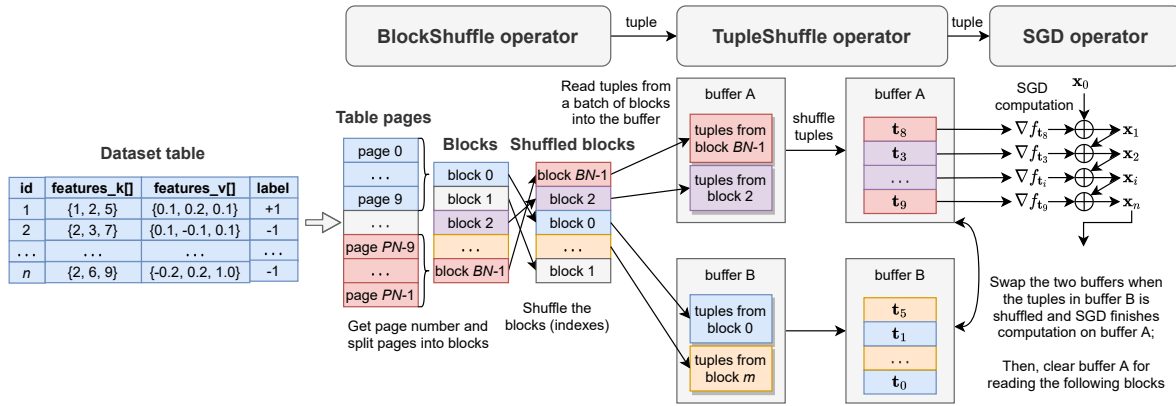 BlockShuffle operator
tuple
TupleShuffle operator
tuple
SGD operator
Dataset table
id features_k[] features_v[] label
1 {1, 2, 5} {0.1, 0.2, 0.1} +1
2 {2, 3, 7} {0.1, -0.1, 0.1} -1
... ... ... ...
n {2, 6, 9} {-0.2, 0.2, 1.0} -1
Table pages
page 0
...
page 9
...
page PN-9
...
page PN-1
Get page number and
split pages into blocks
Blocks
block 0
block 1
block 2
...
block BN-1
Shuffled blocks
block BN-1
block 2
block 0
...
block 1
Shuffle the
blocks (indexes)
Read tuples from
a batch of blocks
into the buffer
buffer A
tuples from
block BN-1
tuples from
block 2
shuffle
tuples
buffer A
t₈
t₃
...
t₉
buffer B
tuples from
block 0
tuples from
block m
buffer B
t₅
t₁
...
t₀
SGD
computation
x₀
∇f_t₈ ⊕ x₁
∇f_t₃ ⊕ x₂
∇f_tᵢ ⊕ xᵢ
∇f_t₉ ⊕ xₙ
Swap the two buffers when
the tuples in buffer B is
shuffled and SGD finishes
computation on buffer A;
Then, clear buffer A for
reading the following blocks